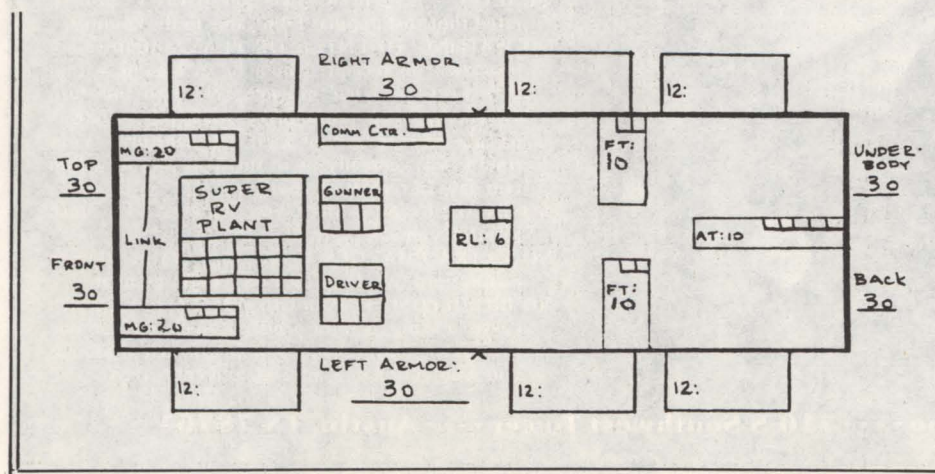 RIGHT ARMOR
30
12:
12:
12:
MG:20
COMM CTR.
FT:
10
TOP
30
UNDER-
BODY
30
SUPER
RV
PLANT
GUNNER
LINK
RL: 6
AT:10
FRONT
30
DRIVER
FT:
10
BACK
30
MG:20
LEFT ARMOR:
30
12:
12:
12: